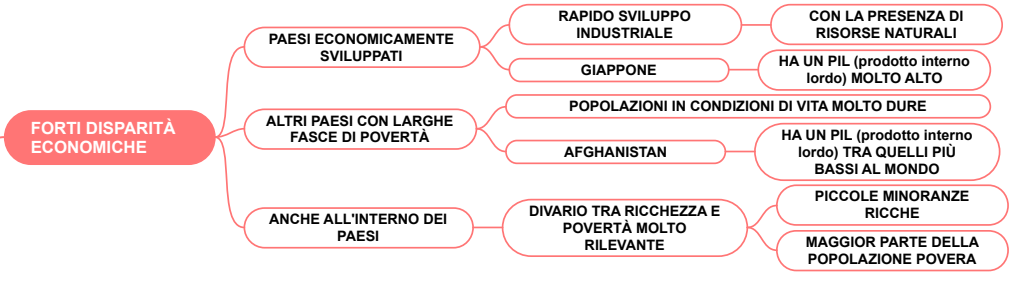 FORTI DISPARITÀ
ECONOMICHE
PAESI ECONOMICAMENTE
SVILUPPATI
RAPIDO SVILUPPO
INDUSTRIALE
CON LA PRESENZA DI
RISORSE NATURALI
GIAPPONE
HA UN PIL (prodotto interno
lordo) MOLTO ALTO
ALTRI PAESI CON LARGHE
FASCE DI POVERTÀ
POPOLAZIONI IN CONDIZIONI DI VITA MOLTO DURE
AFGHANISTAN
HA UN PIL (prodotto interno
lordo) TRA QUELLI PIÙ
BASSI AL MONDO
ANCHE ALL'INTERNO DEI
PAESI
DIVARIO TRA RICCHEZZA E
POVERTÀ MOLTO
RILEVANTE
PICCOLE MINORANZE
RICCHE
MAGGIOR PARTE DELLA
POPOLAZIONE POVERA